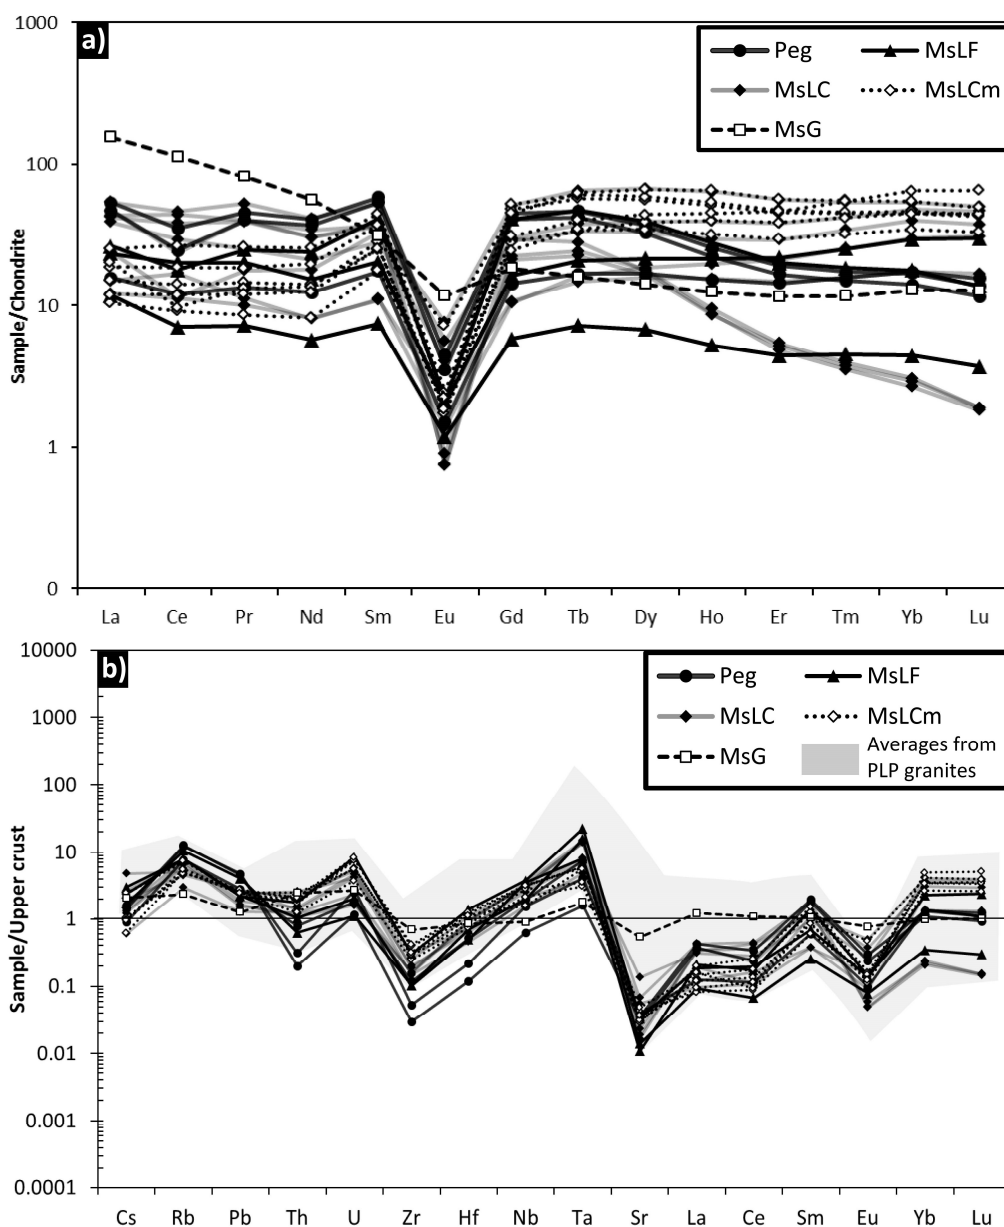 a)
Sample/Chondrite
1000
100
10
1
0
Peg
MsLF
MsLC
MsLCm
MsG
La Ce Pr Nd Sm Eu Gd Tb Dy Ho Er Tm Yb Lu
b)
Sample/Upper crust
10000
1000
100
10
1
0.1
0.01
0.001
0.0001
Peg
MsLF
MsLC
MsLCm
MsG
Averages from
PLP granites
Cs Rb Pb Th U Zr Hf Nb Ta Sr La Ce Sm Eu Yb Lu